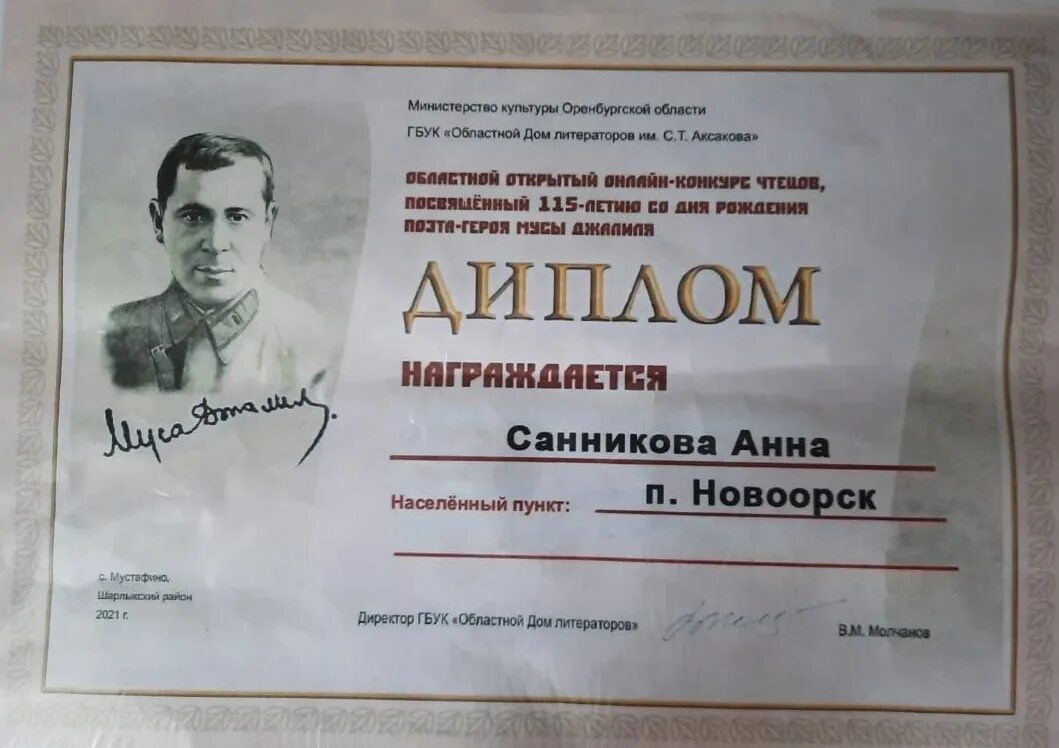 Министерство культуры Оренбургской области
ГБУК «Областной Дом литераторов им. С.Т. Аксакова»
ОБЛАСТНОЙ ОТКРЫТЫЙ ОНЛАЙН-КОНКУРС ЧТЕЦОВ,
ПОСВЯЩЁННЫЙ 115-ЛЕТИЮ СО ДНЯ РОЖДЕНИЯ
ПОЭТА-ГЕРОЯ МУСЫ ДЖАЛИЛЯ
ДИПЛОМ
НАГРАЖДАЕТСЯ
Муса Джалиль.
Санникова Анна
Населённый пункт: п. Новоорск
с. Мустафино,
Шарлыкский район
2021 г.
Директор ГБУК «Областной Дом литераторов» В.М. Молчанов